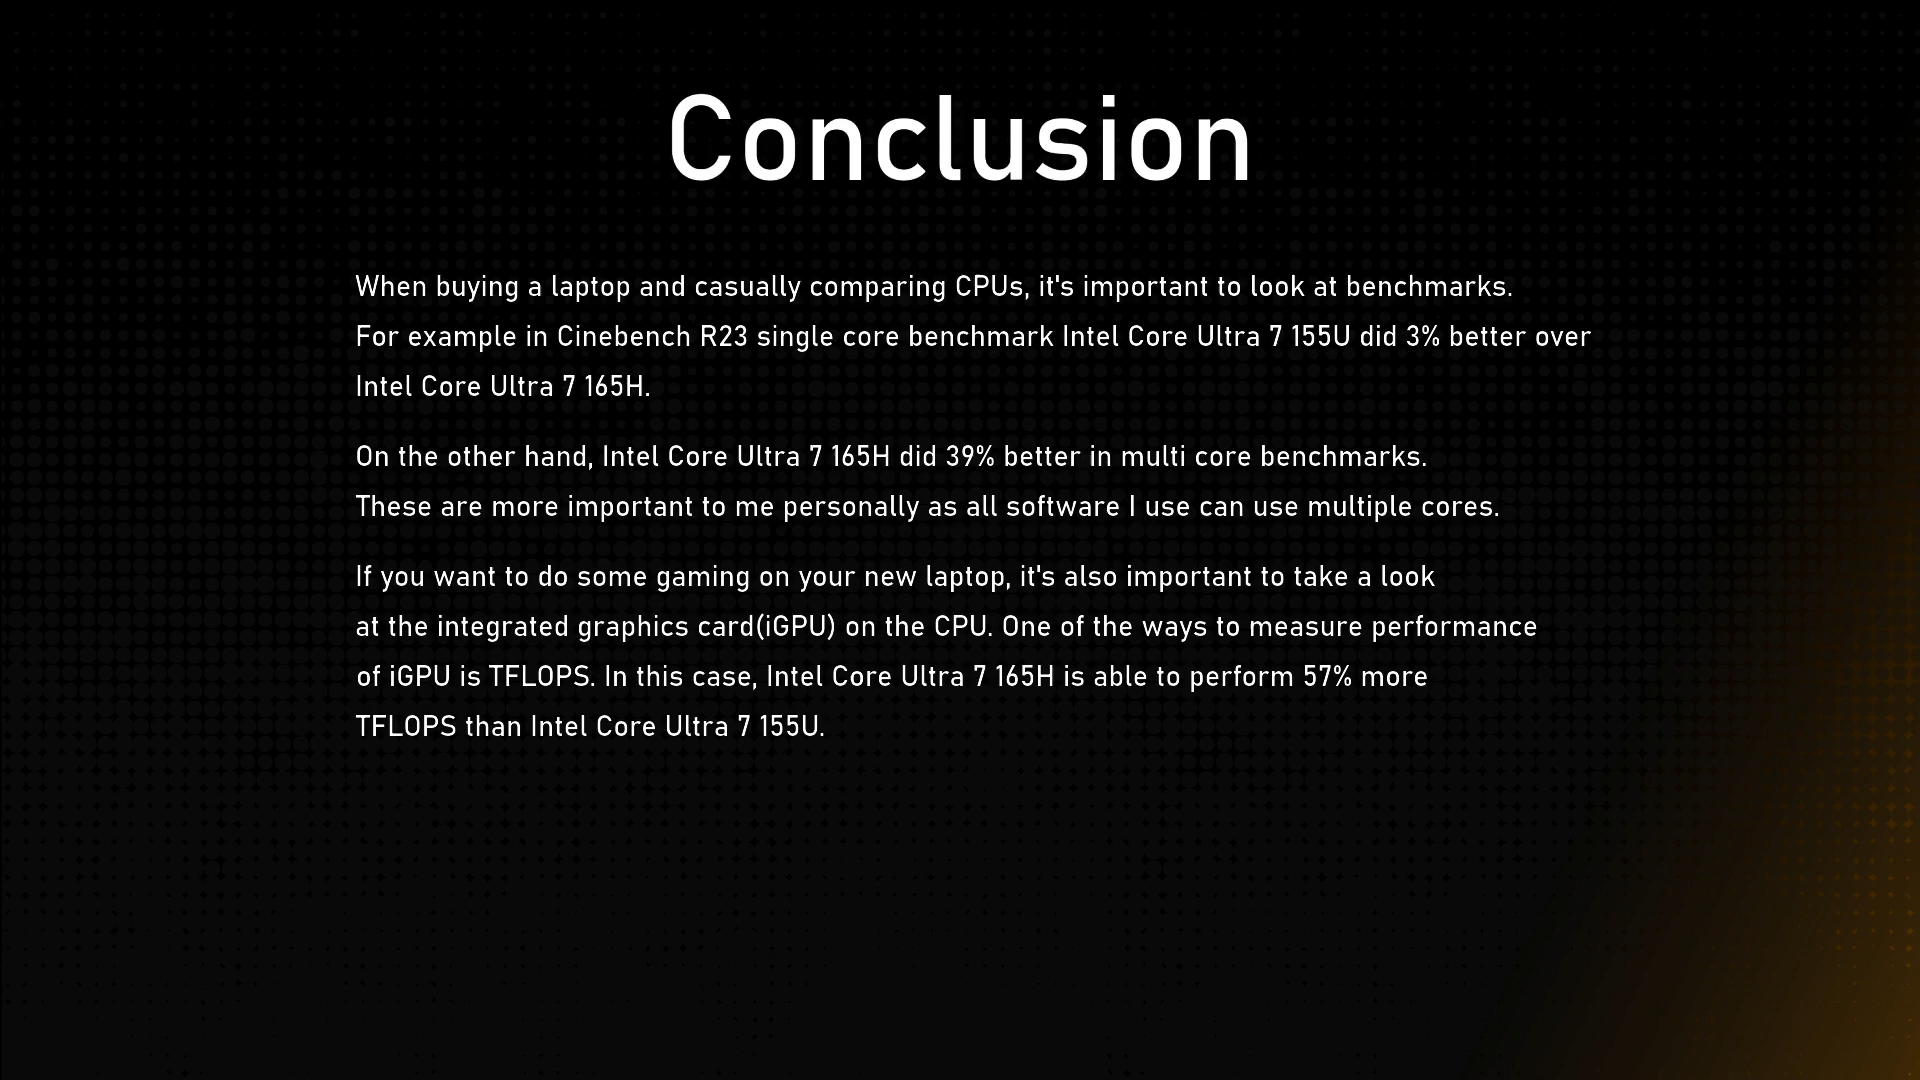 Conclusion
When buying a laptop and casually comparing CPUs, it's important to look at benchmarks.
For example in Cinebench R23 single core benchmark Intel Core Ultra 7 155U did 3% better over
Intel Core Ultra 7 165H.
On the other hand, Intel Core Ultra 7 165H did 39% better in multi core benchmarks.
These are more important to me personally as all software I use can use multiple cores.
If you want to do some gaming on your new laptop, it's also important to take a look
at the integrated graphics card(iGPU) on the CPU. One of the ways to measure performance
of iGPU is TFLOPS. In this case, Intel Core Ultra 7 165H is able to perform 57% more
TFLOPS than Intel Core Ultra 7 155U.